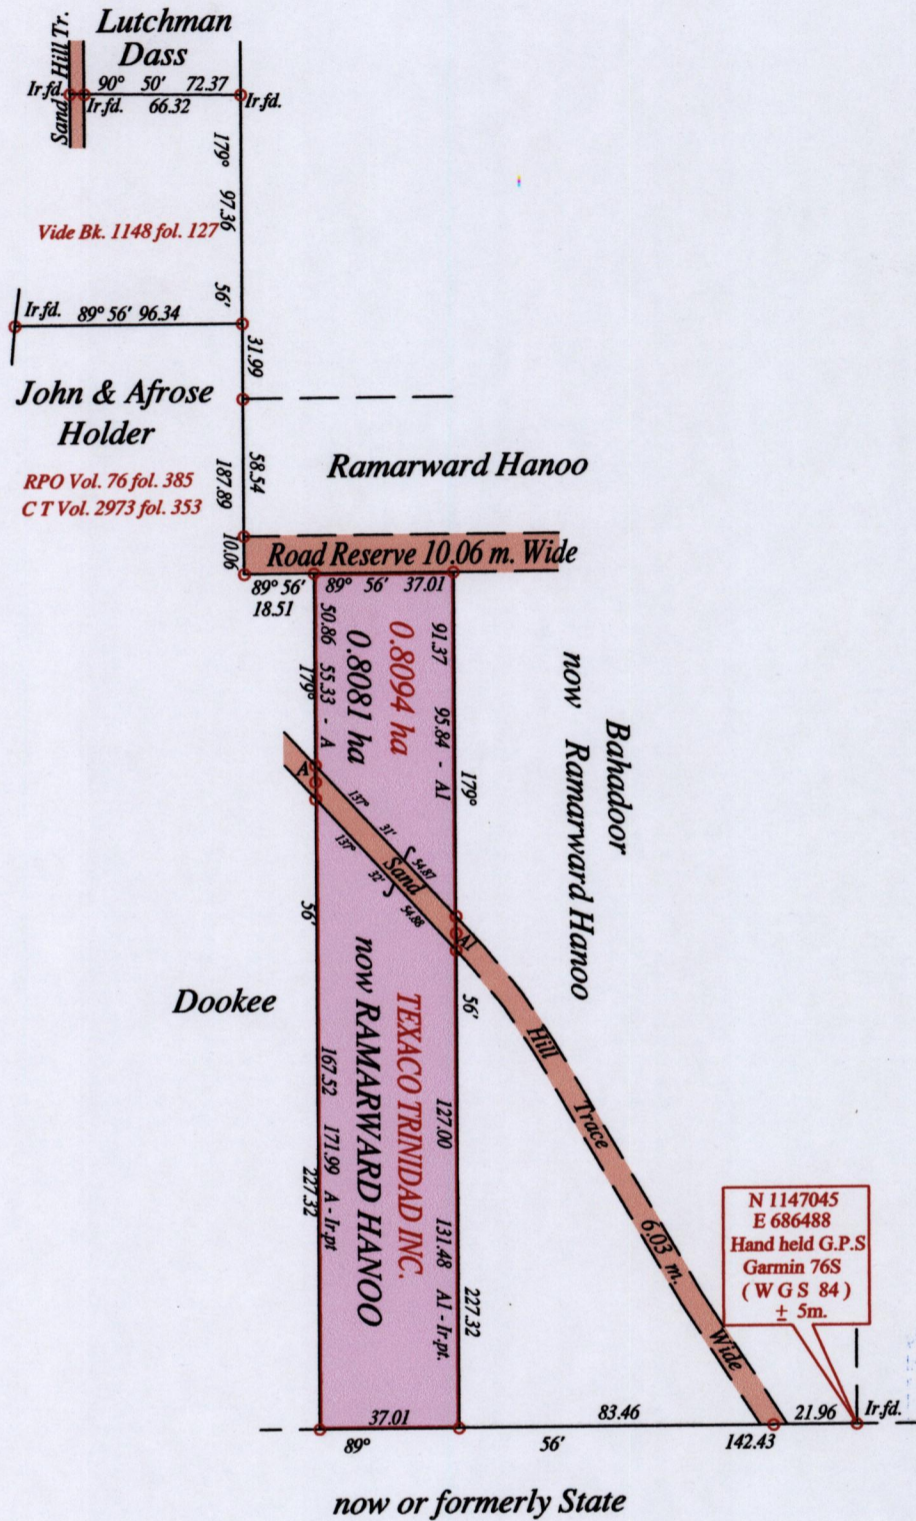 Lutchman
Dass
Sand Hill Tr.
Ir.fd.
90° 50' 72.37
Ir.fd. 66.32
Ir.fd.
179° 97.36 56'
Vide Bk. 1148 fol. 127
Ir.fd. 89° 56' 96.34
31.99
John & Afrose
Holder
RPO Vol. 76 fol. 385
C T Vol. 2973 fol. 353
58.54
187.89
Ramarward Hanoo
10.06
Road Reserve 10.06 m. Wide
89° 56'
18.51
89° 56' 37.01
50.86 55.33 - A
179° 56'
0.8081 ha
0.8094 ha
91.37 95.84 - A1
179° 56'
Bahadoor
now Ramarward Hanoo
A
137° 31' 54.87
137° 32' 54.88
A1
Sand Hill Trace 6.03 m. Wide
Dookee
now RAMARWARD HANOO
TEXACO TRINIDAD INC.
167.52 171.99 A - Ir.pt
227.32
127.00 131.48 A1 - Ir.pt.
227.32
N 1147045
E 686488
Hand held G.P.S
Garmin 76S
( W G S 84 )
± 5m.
37.01
83.46
21.96
Ir.fd.
89° 56' 142.43
now or formerly State